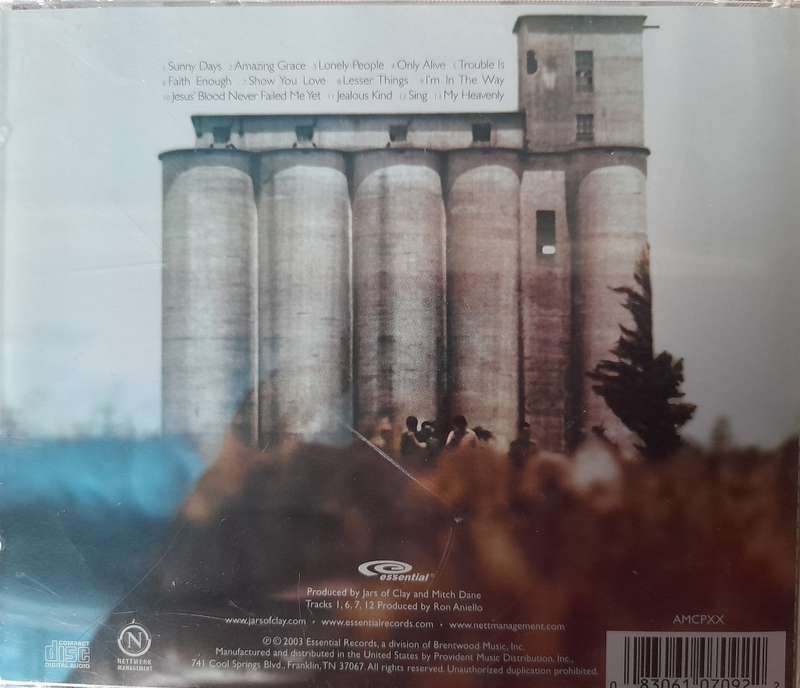 1 Sunny Days 2 Amazing Grace 3 Lonely People 4 Only Alive 5 Trouble Is
6 Faith Enough 7 Show You Love 8 Lesser Things 9 I'm In The Way
10 Jesus' Blood Never Failed Me Yet 11 Jealous Kind 12 Sing 13 My Heavenly
essential
Produced by Jars of Clay and Mitch Dane
Tracks 1, 6, 7, 12 Produced by Ron Aniello
www.jarsofclay.com • www.essentialrecords.com • www.nettmanagement.com
AMCPXX
COMPACT
disc
DIGITAL AUDIO
N
NETTWERK
MANAGEMENT
℗ © 2003 Essential Records, a division of Brentwood Music, Inc.
Manufactured and distributed in the United States by Provident Music Distribution, Inc.,
741 Cool Springs Blvd., Franklin, TN 37067. All rights reserved. Unauthorized duplication prohibited.
0 83061 07092 2